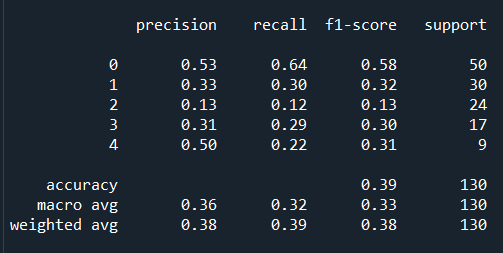 precision recall f1-score support
0 0.53 0.64 0.58 50
1 0.33 0.30 0.32 30
2 0.13 0.12 0.13 24
3 0.31 0.29 0.30 17
4 0.50 0.22 0.31 9
accuracy 0.39 130
macro avg 0.36 0.32 0.33 130
weighted avg 0.38 0.39 0.38 130